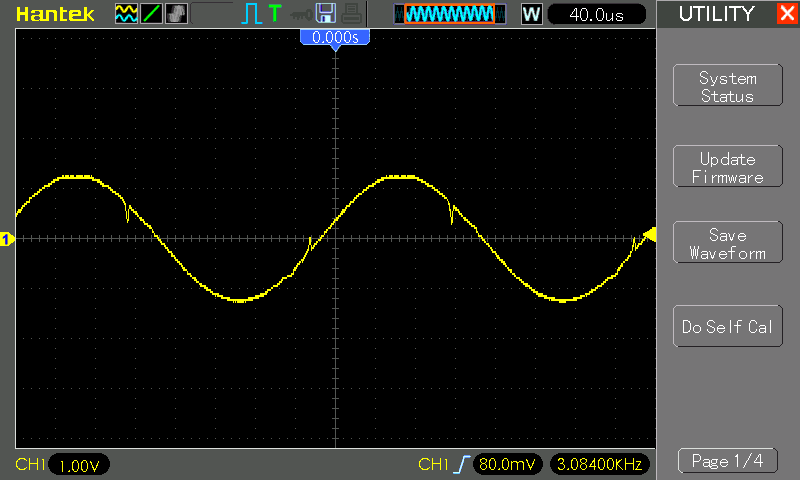 Hantek
T
W
40.0us
UTILITY
0.000s
System
Status
Update
Firmware
Save
Waveform
Do Self Cal
1
CH1
1.00V
CH1
80.0mV
3.08400KHz
Page 1/4